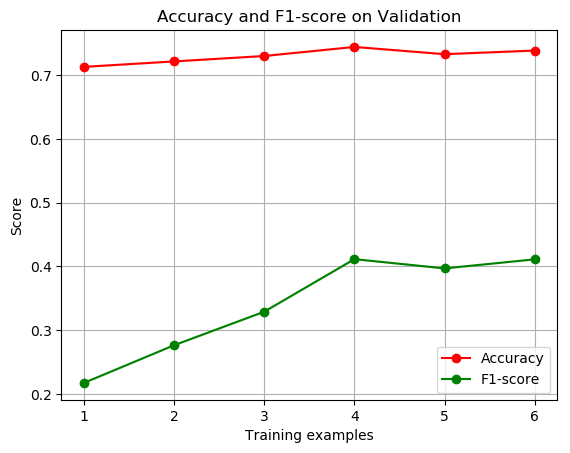 Accuracy and F1-score on Validation
0.7
0.6
0.5
0.4
0.3
0.2
Score
1 2 3 4 5 6
Training examples
Accuracy
F1-score